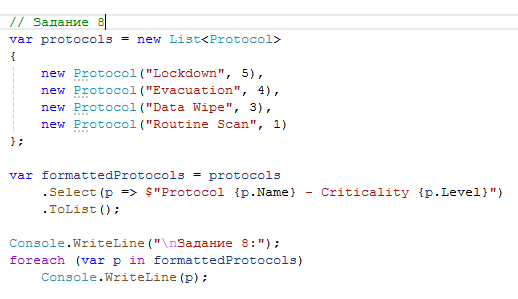 // Задание 8
var protocols = new List<Protocol>
{
    new Protocol("Lockdown", 5),
    new Protocol("Evacuation", 4),
    new Protocol("Data Wipe", 3),
    new Protocol("Routine Scan", 1)
};

var formattedProtocols = protocols
    .Select(p => $"Protocol {p.Name} - Criticality {p.Level}")
    .ToList();

Console.WriteLine("\nЗадание 8:");
foreach (var p in formattedProtocols)
    Console.WriteLine(p);